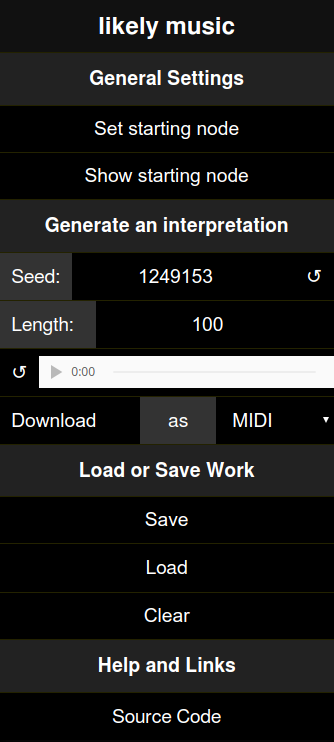 likely music
General Settings
Set starting node
Show starting node
Generate an interpretation
Seed: 1249153 ↺
Length: 100
↺ 0:00
Download as MIDI ▾
Load or Save Work
Save
Load
Clear
Help and Links
Source Code